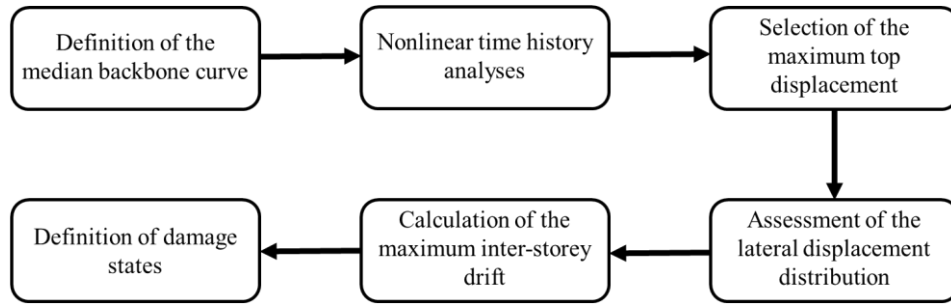 Definition of the
median backbone curve
Nonlinear time history
analyses
Selection of the
maximum top
displacement
Assessment of the
lateral displacement
distribution
Calculation of the
maximum inter-storey
drift
Definition of damage
states